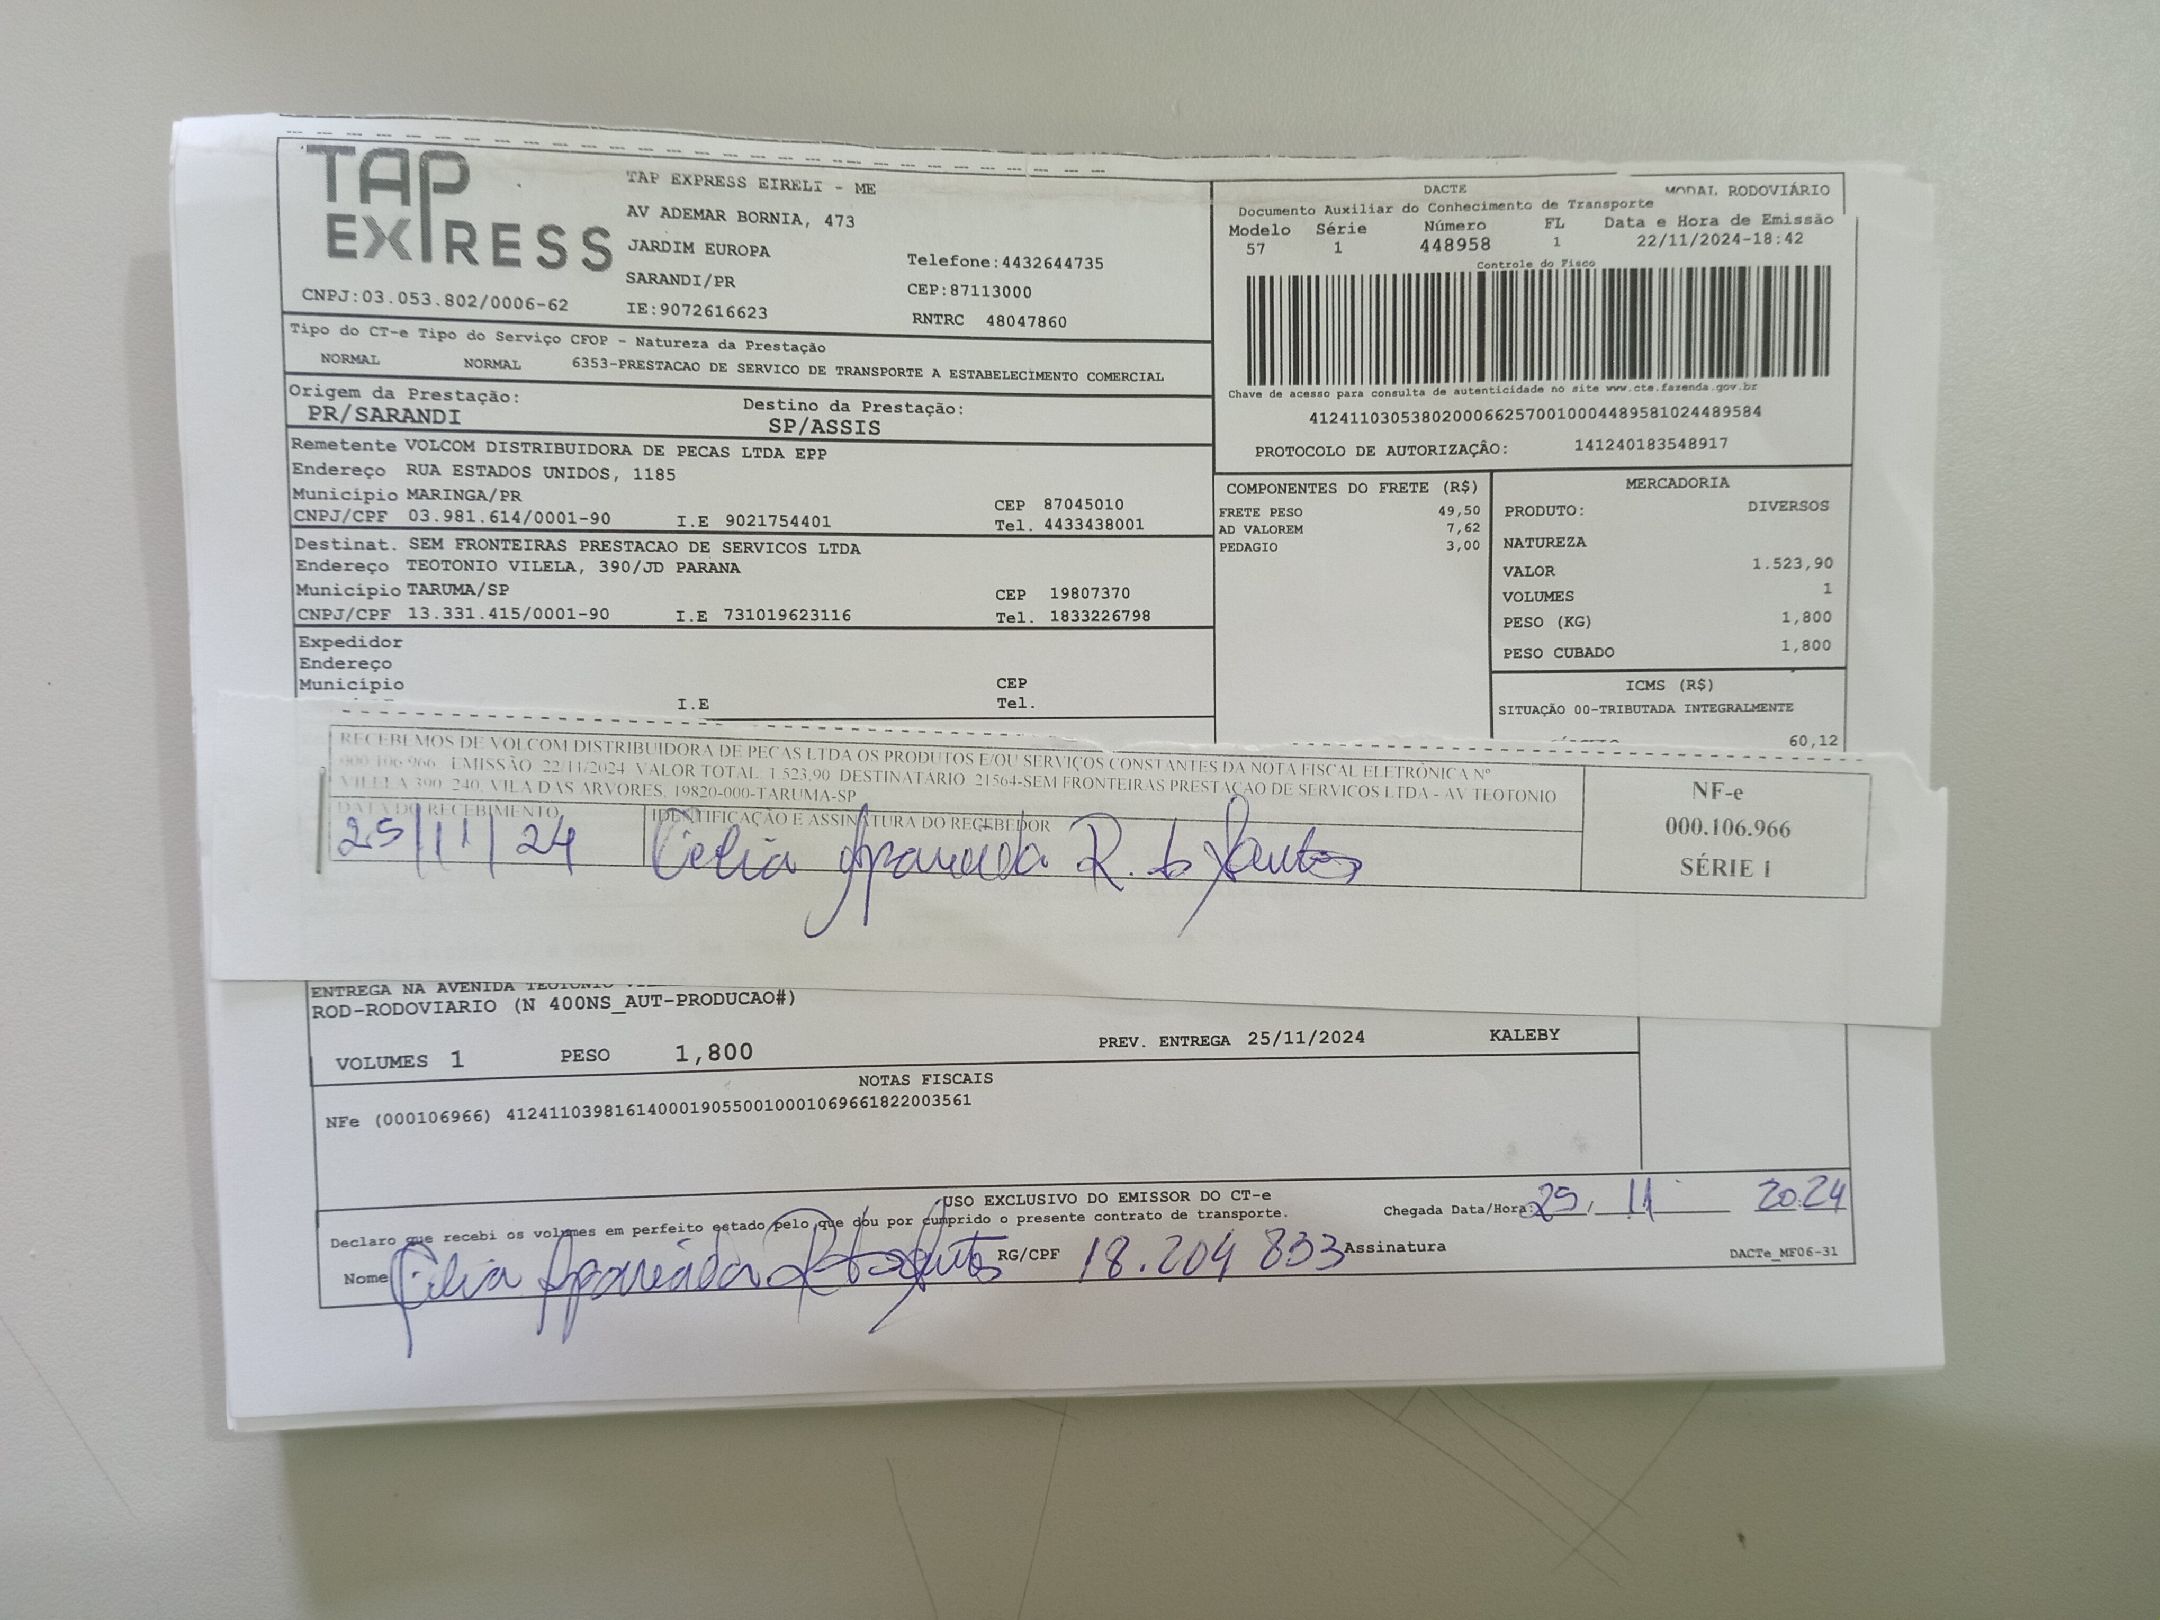 TAP EXPRESS
TAP EXPRESS EIRELI - ME
AV ADEMAR BORNIA, 473
JARDIM EUROPA
Telefone:4432644735
SARANDI/PR
CEP:87113000
CNPJ:03.053.802/0006-62
IE:9072616623
RNTRC 48047860
DACTE
MODAL RODOVIÁRIO
Documento Auxiliar do Conhecimento de Transporte
Modelo Série Número FL Data e Hora de Emissão
57 1 448958 1 22/11/2024-18:42
Controle do Fisco
Chave de acesso para consulta de autenticidade no site www.cte.fazenda.gov.br
41241103053802000662570010004489581024489584
PROTOCOLO DE AUTORIZAÇÃO: 141240183548917
Tipo do CT-e Tipo do Serviço CFOP - Natureza da Prestação
NORMAL NORMAL 6353-PRESTACAO DE SERVICO DE TRANSPORTE A ESTABELECIMENTO COMERCIAL
Origem da Prestação: Destino da Prestação:
PR/SARANDI SP/ASSIS
Remetente VOLCOM DISTRIBUIDORA DE PECAS LTDA EPP
Endereço RUA ESTADOS UNIDOS, 1185
Município MARINGA/PR CEP 87045010
CNPJ/CPF 03.981.614/0001-90 I.E 9021754401 Tel. 4433438001
Destinat. SEM FRONTEIRAS PRESTACAO DE SERVICOS LTDA
Endereço TEOTONIO VILELA, 390/JD PARANA
Município TARUMA/SP CEP 19807370
CNPJ/CPF 13.331.415/0001-90 I.E 731019623116 Tel. 1833226798
Expedidor
Endereço
Município CEP
I.E Tel.
COMPONENTES DO FRETE (R$)
FRETE PESO 49,50
AD VALOREM 7,62
PEDAGIO 3,00
MERCADORIA
PRODUTO: DIVERSOS
NATUREZA
VALOR 1.523,90
VOLUMES 1
PESO (KG) 1,800
PESO CUBADO 1,800
ICMS (R$)
SITUAÇÃO 00-TRIBUTADA INTEGRALMENTE
60,12
RECEBEMOS DE VOLCOM DISTRIBUIDORA DE PECAS LTDA OS PRODUTOS E/OU SERVIÇOS CONSTANTES DA NOTA FISCAL ELETRÔNICA Nº
000.106.966 EMISSÃO 22/11/2024 VALOR TOTAL 1.523,90 DESTINATÁRIO 21564-SEM FRONTEIRAS PRESTAÇAO DE SERVICOS LTDA - AV TEOTONIO
VILELA 390, 240, VILA DAS ARVORES, 19820-000-TARUMA-SP
DATA DO RECEBIMENTO IDENTIFICAÇÃO E ASSINATURA DO RECEBEDOR
25/11/24 Célia Aparecida R. do Santos
NF-e
000.106.966
SÉRIE 1
ENTREGA NA AVENIDA TEOTONIO
ROD-RODOVIARIO (N 400NS_AUT-PRODUCAO#)
VOLUMES 1 PESO 1,800 PREV. ENTREGA 25/11/2024 KALEBY
NOTAS FISCAIS
NFe (000106966) 41241103981614000190550010001069661822003561
USO EXCLUSIVO DO EMISSOR DO CT-e
Declaro que recebi os volumes em perfeito estado pelo que dou por cumprido o presente contrato de transporte.
Chegada Data/Hora: 25/ 11 2024
Nome Célia Aparecida R do Santos RG/CPF 18.204 833 Assinatura
DACTe_MF06-31